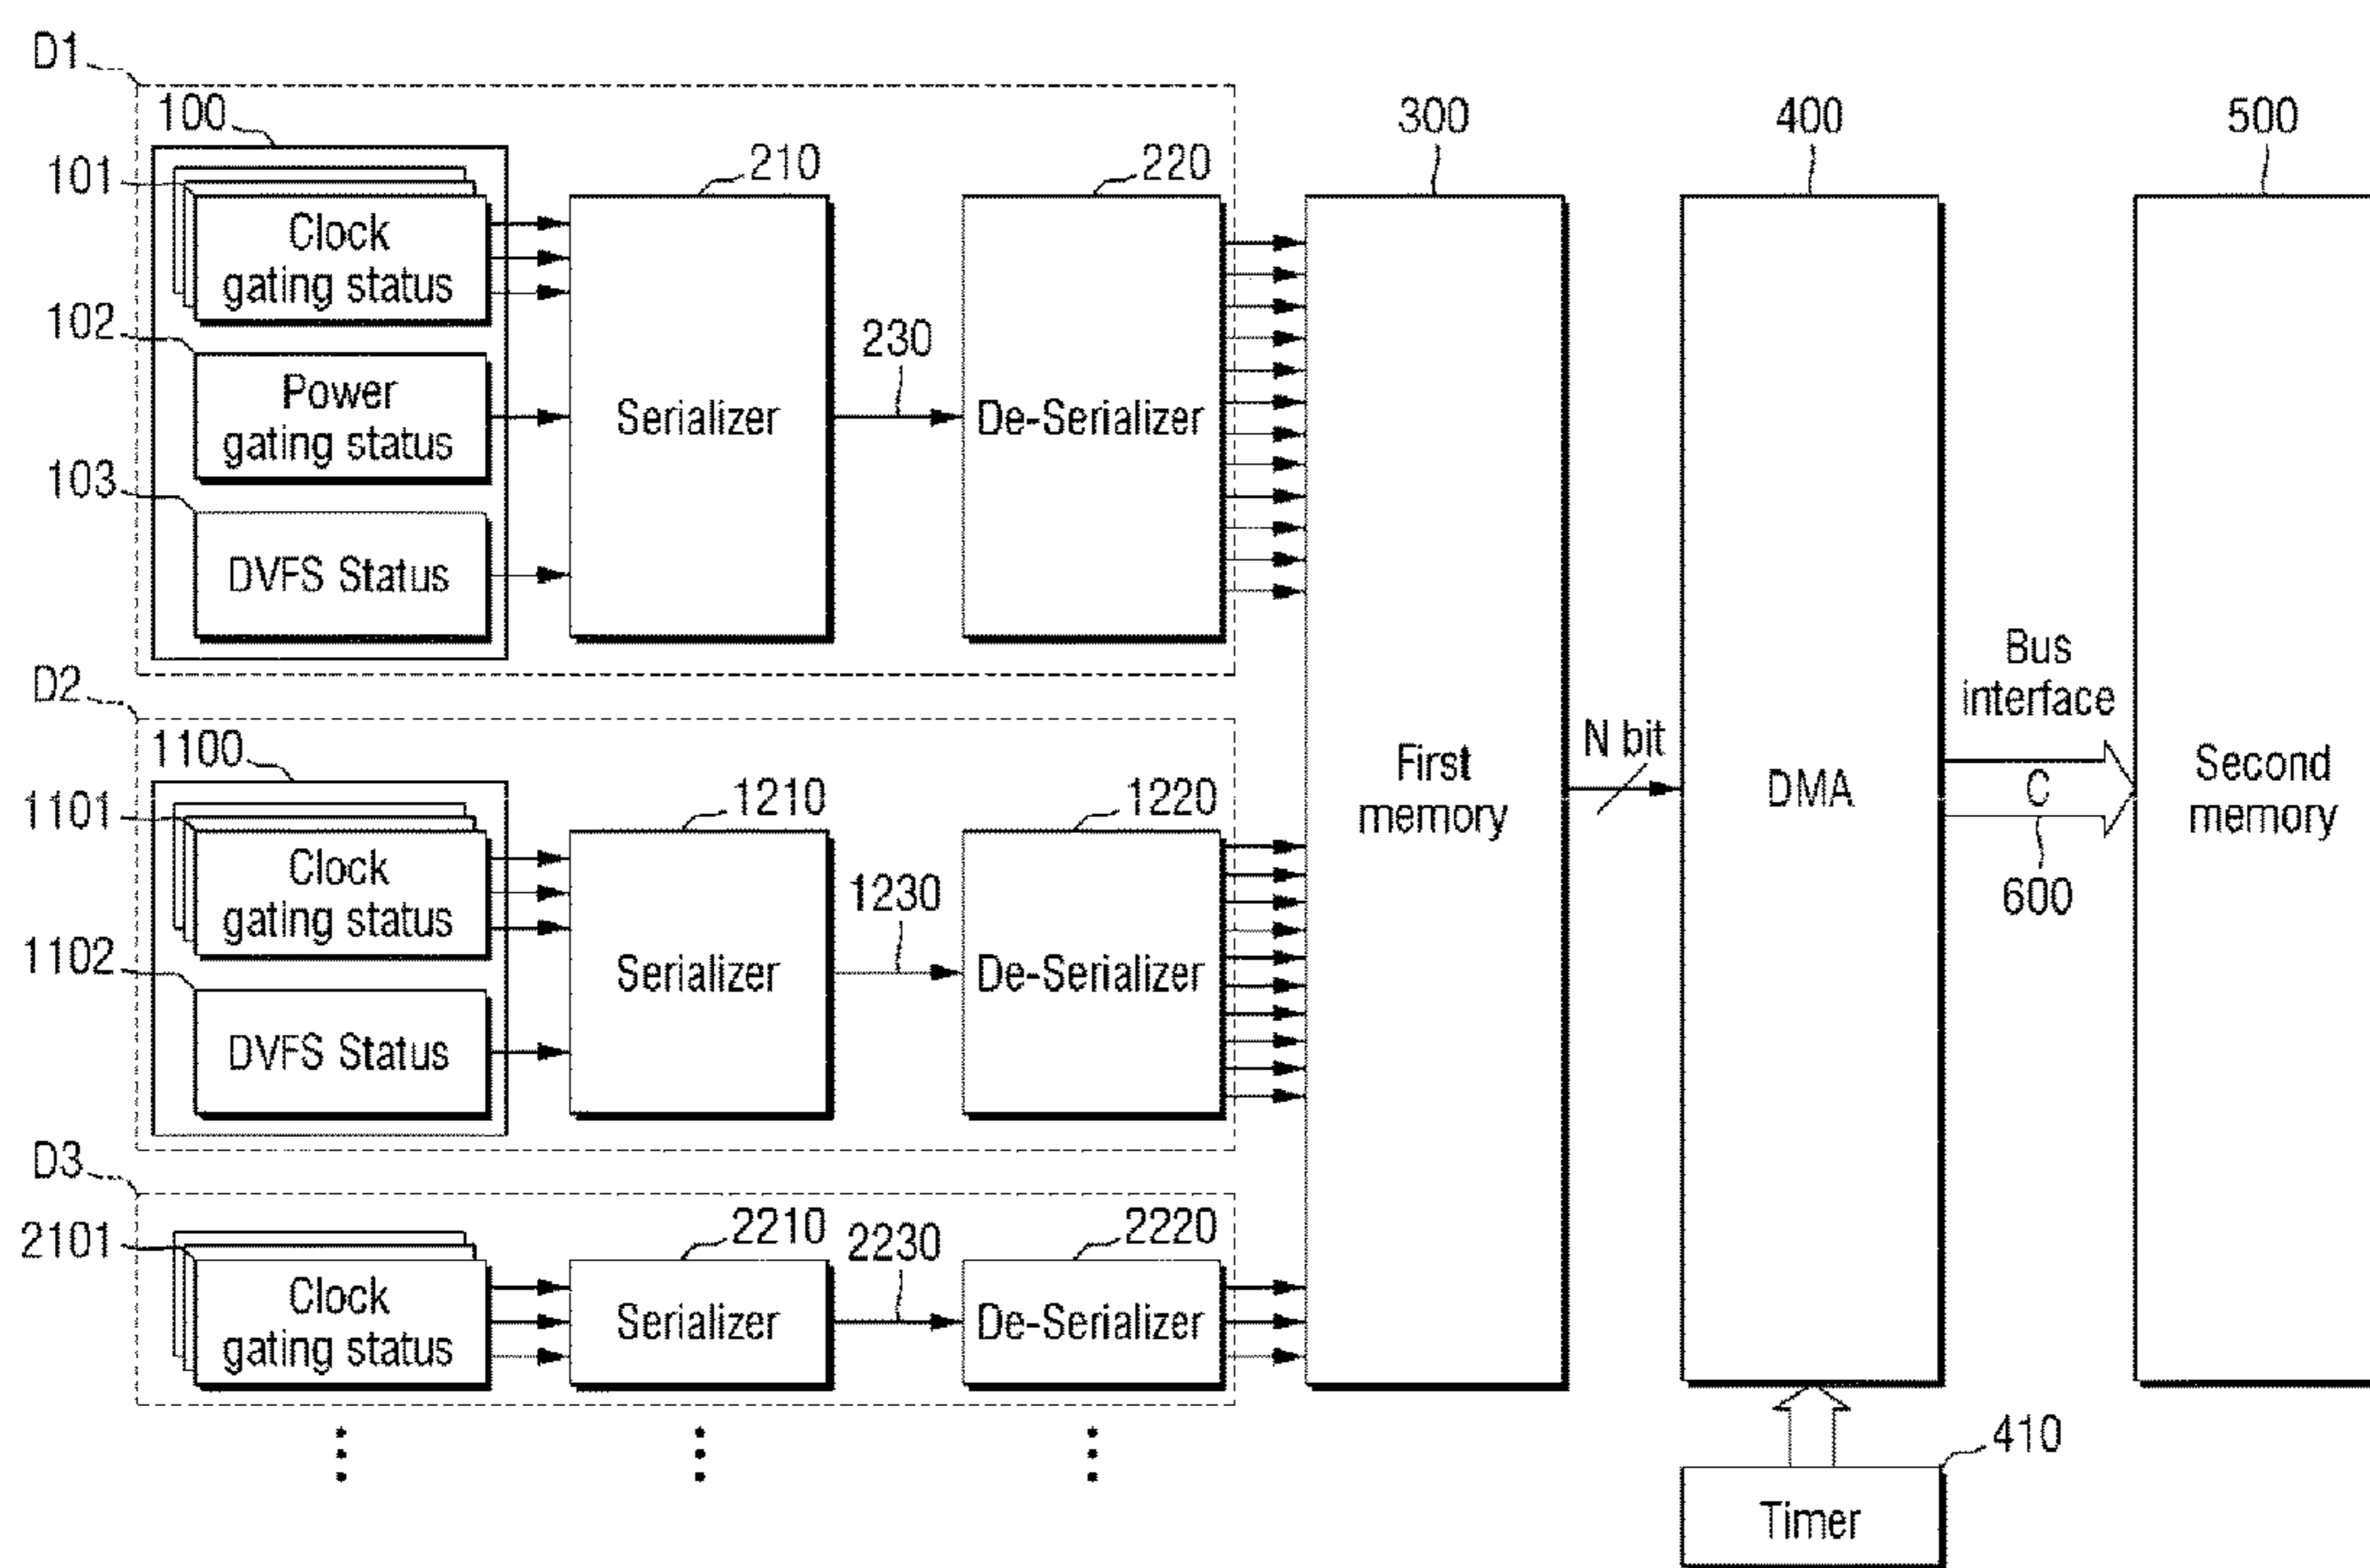 D1
100
101
Clock
gating status
102
Power
gating status
103
DVFS Status
210
Serializer
230
220
De-Serializer
300
First
memory
N bit
400
DMA
Bus
interface
C
600
500
Second
memory
D2
1100
1101
Clock
gating status
1102
DVFS Status
1210
Serializer
1230
1220
De-Serializer
D3
2101
Clock
gating status
2210
Serializer
2230
2220
De-Serializer
410
Timer